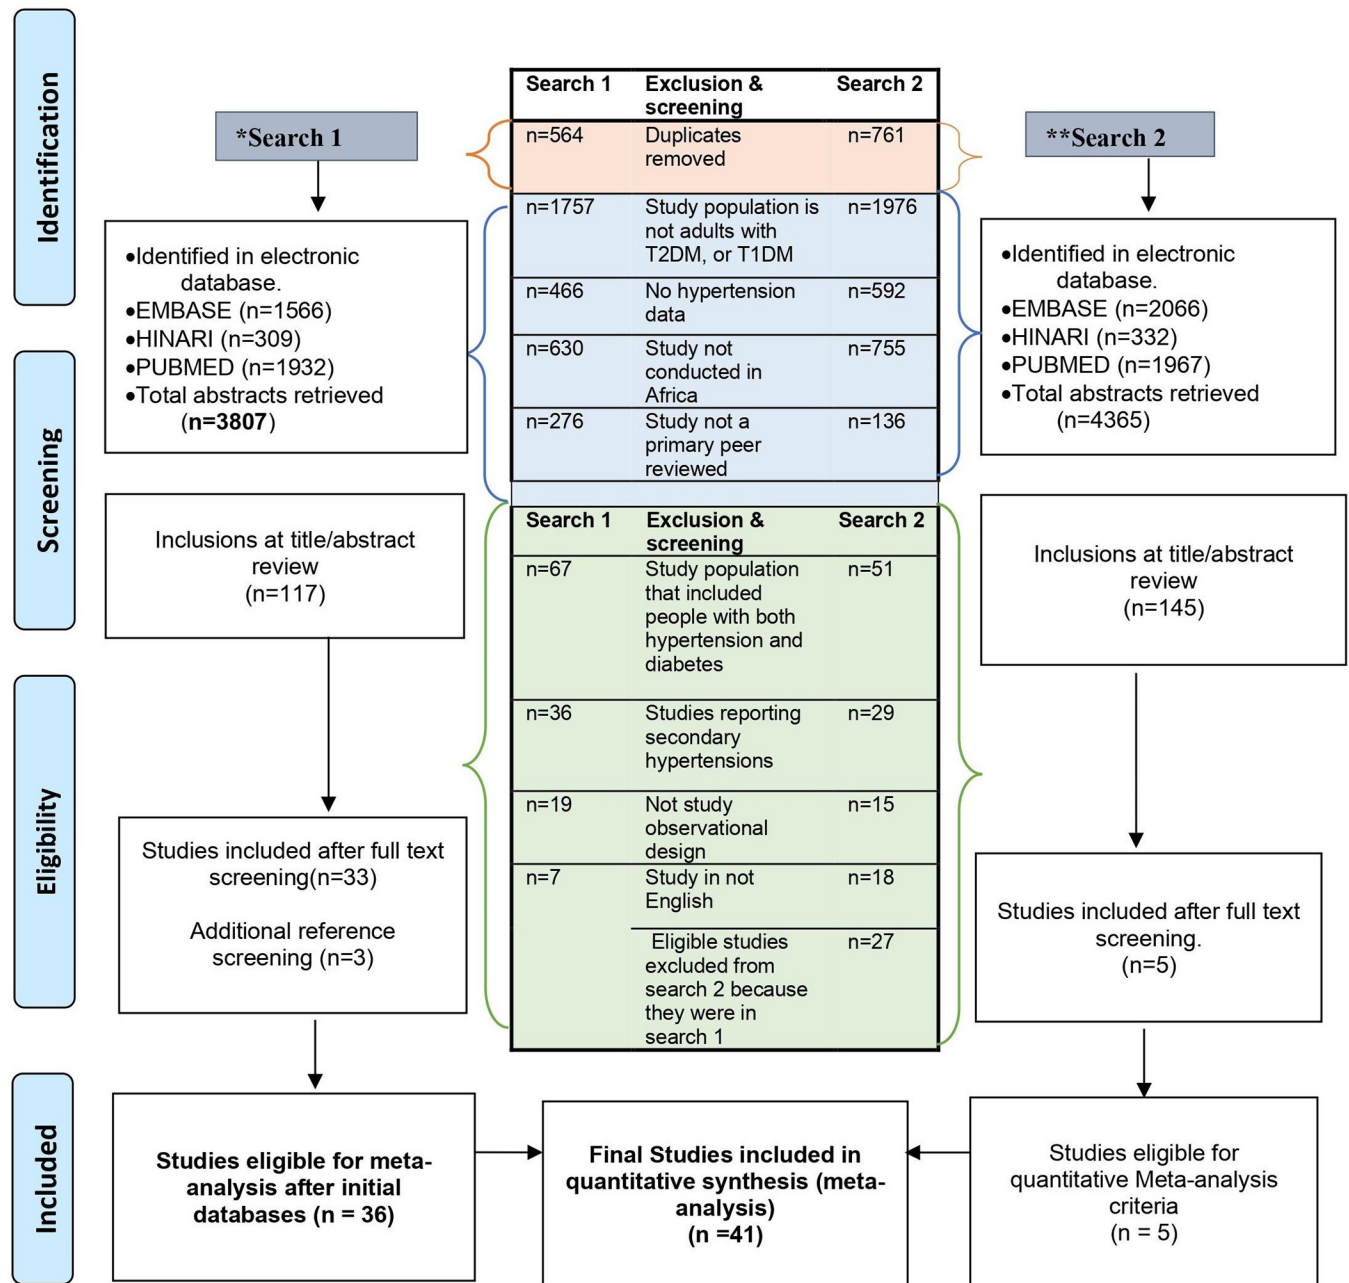 Identification
Screening
Eligibility
Included
*Search 1
•Identified in electronic
database.
•EMBASE (n=1566)
•HINARI (n=309)
•PUBMED (n=1932)
•Total abstracts retrieved
(n=3807)
Inclusions at title/abstract
review
(n=117)
Studies included after full text
screening(n=33)
Additional reference
screening (n=3)
Studies eligible for meta-
analysis after initial
databases (n = 36)
Search 1 Exclusion & Search 2
screening
n=564 Duplicates n=761
removed
n=1757 Study population is n=1976
not adults with
T2DM, or T1DM
n=466 No hypertension n=592
data
n=630 Study not n=755
conducted in
Africa
n=276 Study not a n=136
primary peer
reviewed
Search 1 Exclusion & Search 2
screening
n=67 Study population n=51
that included
people with both
hypertension and
diabetes
n=36 Studies reporting n=29
secondary
hypertensions
n=19 Not study n=15
observational
design
n=7 Study in not n=18
English
Eligible studies n=27
excluded from
search 2 because
they were in
search 1
Final Studies included in
quantitative synthesis (meta-
analysis)
(n =41)
**Search 2
•Identified in electronic
database.
•EMBASE (n=2066)
•HINARI (n=332)
•PUBMED (n=1967)
•Total abstracts retrieved
(n=4365)
Inclusions at title/abstract
review
(n=145)
Studies included after full text
screening.
(n=5)
Studies eligible for
quantitative Meta-analysis
criteria
(n = 5)